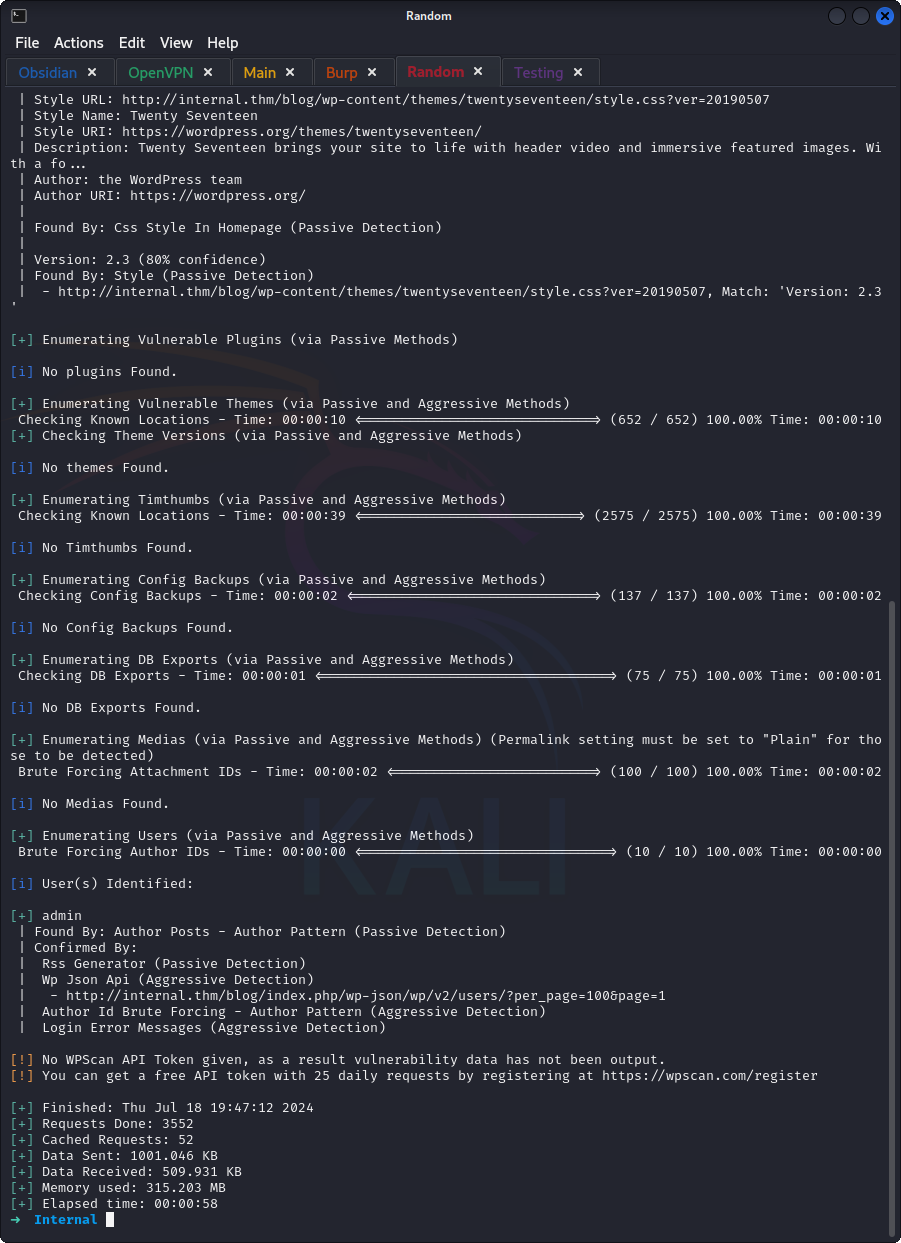 Random
File Actions Edit View Help
Obsidian × OpenVPN × Main × Burp × Random × Testing ×
| Style URL: http://internal.thm/blog/wp-content/themes/twentyseventeen/style.css?ver=20190507
| Style Name: Twenty Seventeen
| Style URI: https://wordpress.org/themes/twentyseventeen/
| Description: Twenty Seventeen brings your site to life with header video and immersive featured images. Wi
th a fo...
| Author: the WordPress team
| Author URI: https://wordpress.org/
|
| Found By: Css Style In Homepage (Passive Detection)
|
| Version: 2.3 (80% confidence)
| Found By: Style (Passive Detection)
|  - http://internal.thm/blog/wp-content/themes/twentyseventeen/style.css?ver=20190507, Match: 'Version: 2.3
'
[+] Enumerating Vulnerable Plugins (via Passive Methods)
[i] No plugins Found.
[+] Enumerating Vulnerable Themes (via Passive and Aggressive Methods)
Checking Known Locations - Time: 00:00:10 <==============================> (652 / 652) 100.00% Time: 00:00:10
[+] Checking Theme Versions (via Passive and Aggressive Methods)
[i] No themes Found.
[+] Enumerating Timthumbs (via Passive and Aggressive Methods)
Checking Known Locations - Time: 00:00:39 <============================> (2575 / 2575) 100.00% Time: 00:00:39
[i] No Timthumbs Found.
[+] Enumerating Config Backups (via Passive and Aggressive Methods)
Checking Config Backups - Time: 00:00:02 <===============================> (137 / 137) 100.00% Time: 00:00:02
[i] No Config Backups Found.
[+] Enumerating DB Exports (via Passive and Aggressive Methods)
Checking DB Exports - Time: 00:00:01 <=====================================> (75 / 75) 100.00% Time: 00:00:01
[i] No DB Exports Found.
[+] Enumerating Medias (via Passive and Aggressive Methods) (Permalink setting must be set to "Plain" for tho
se to be detected)
Brute Forcing Attachment IDs - Time: 00:00:02 <==========================> (100 / 100) 100.00% Time: 00:00:02
[i] No Medias Found.
[+] Enumerating Users (via Passive and Aggressive Methods)
Brute Forcing Author IDs - Time: 00:00:00 <================================> (10 / 10) 100.00% Time: 00:00:00
KALI
[i] User(s) Identified:
[+] admin
| Found By: Author Posts - Author Pattern (Passive Detection)
| Confirmed By:
|  Rss Generator (Passive Detection)
|  Wp Json Api (Aggressive Detection)
|   - http://internal.thm/blog/index.php/wp-json/wp/v2/users/?per_page=100&page=1
|  Author Id Brute Forcing - Author Pattern (Aggressive Detection)
|  Login Error Messages (Aggressive Detection)
[!] No WPScan API Token given, as a result vulnerability data has not been output.
[!] You can get a free API token with 25 daily requests by registering at https://wpscan.com/register
[+] Finished: Thu Jul 18 19:47:12 2024
[+] Requests Done: 3552
[+] Cached Requests: 52
[+] Data Sent: 1001.046 KB
[+] Data Received: 509.931 KB
[+] Memory used: 315.203 MB
[+] Elapsed time: 00:00:58
→ Internal